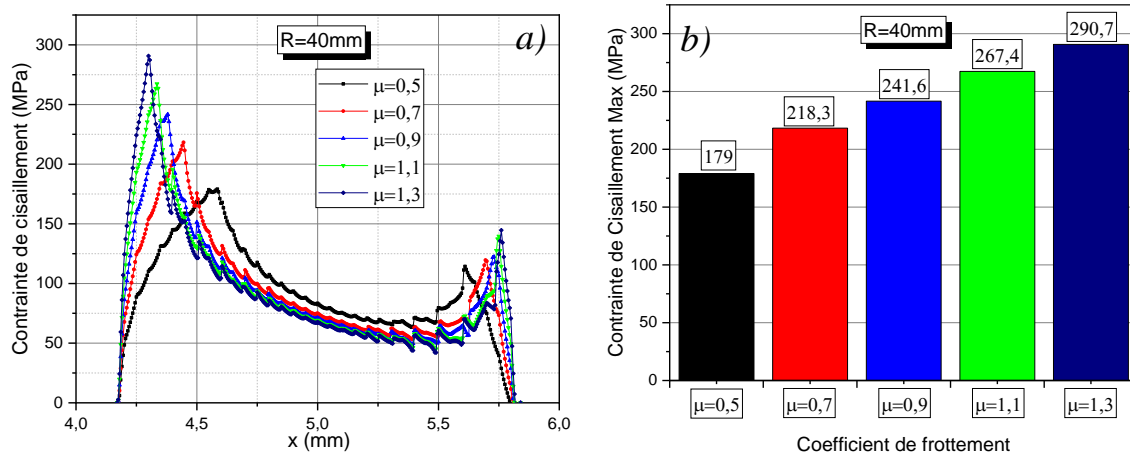 R=40mm
a)
μ=0,5
μ=0,7
μ=0,9
μ=1,1
μ=1,3
Contrainte de cisaillement (MPa)
300
250
200
150
100
50
0
4,0 4,5 5,0 5,5 6,0
x (mm)
b)
R=40mm
Contrainte de Cisaillement Max (MPa)
300
250
200
150
100
50
0
179
218,3
241,6
267,4
290,7
μ=0,5 μ=0,7 μ=0,9 μ=1,1 μ=1,3
Coefficient de frottement